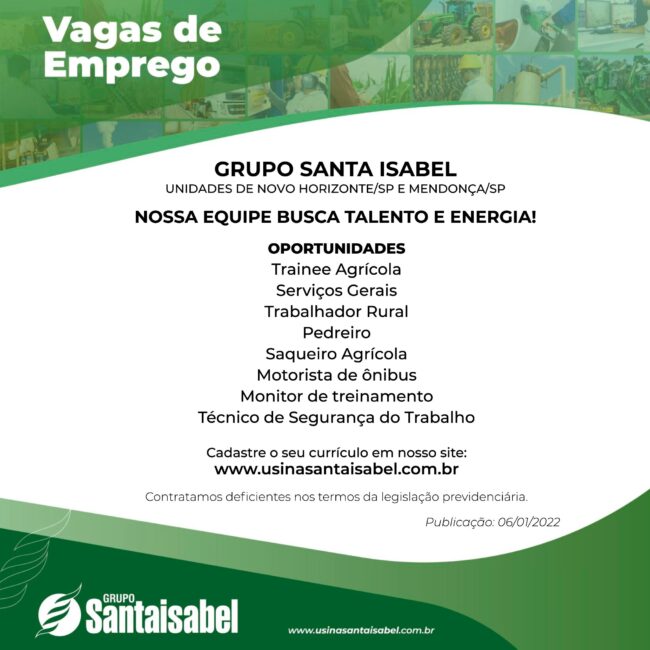 Vagas de
Emprego
GRUPO SANTA ISABEL
UNIDADES DE NOVO HORIZONTE/SP E MENDONÇA/SP
NOSSA EQUIPE BUSCA TALENTO E ENERGIA!
OPORTUNIDADES
Trainee Agrícola
Serviços Gerais
Trabalhador Rural
Pedreiro
Saqueiro Agrícola
Motorista de ônibus
Monitor de treinamento
Técnico de Segurança do Trabalho
Cadastre o seu currículo em nosso site:
www.usinasantaisabel.com.br
Contratamos deficientes nos termos da legislação previdenciária.
Publicação: 06/01/2022
GRUPO
Santaisabel
www.usinasantaisabel.com.br